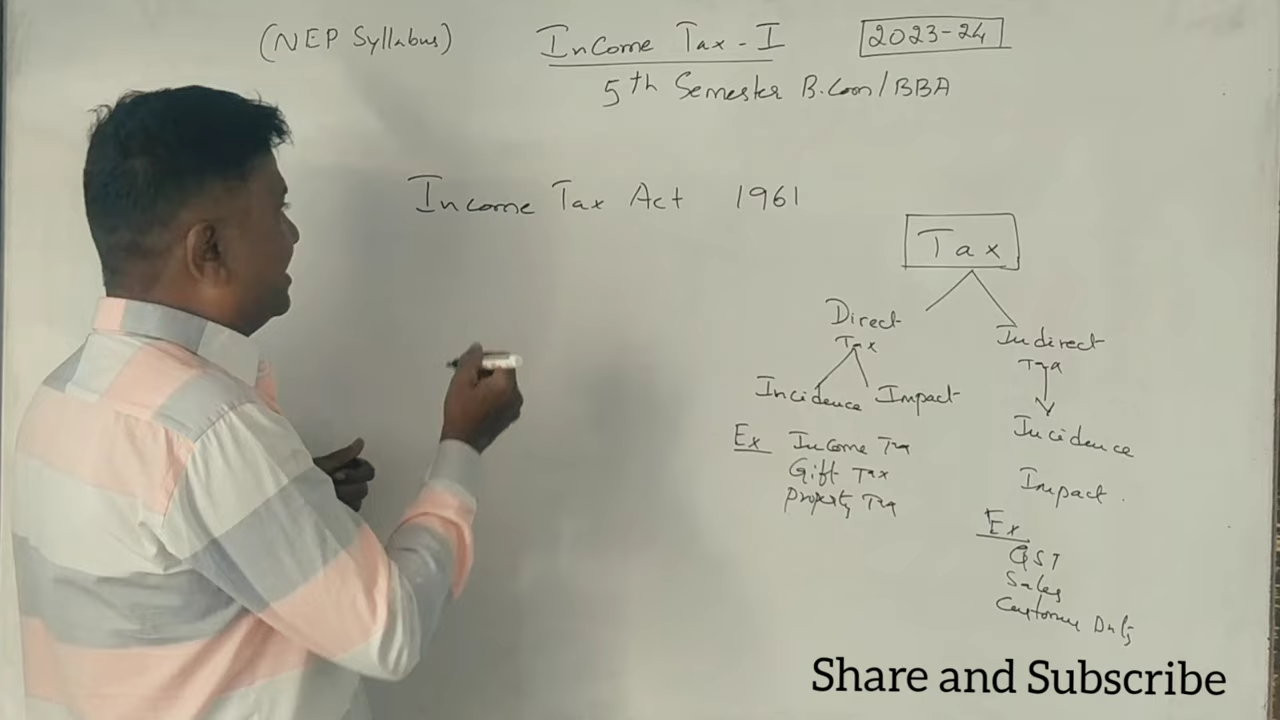 (NEP Syllabus)
Income Tax - I
2023-24
5th Semester B.Com/BBA
Income Tax Act 1961
Tax
Direct
Tax
Indirect
Tax
Incidence Impact
Incidence
Impact.
Ex Income Tax
Gift Tax
Property Tax
Ex
GST
Sales
Customs Duty
Share and Subscribe